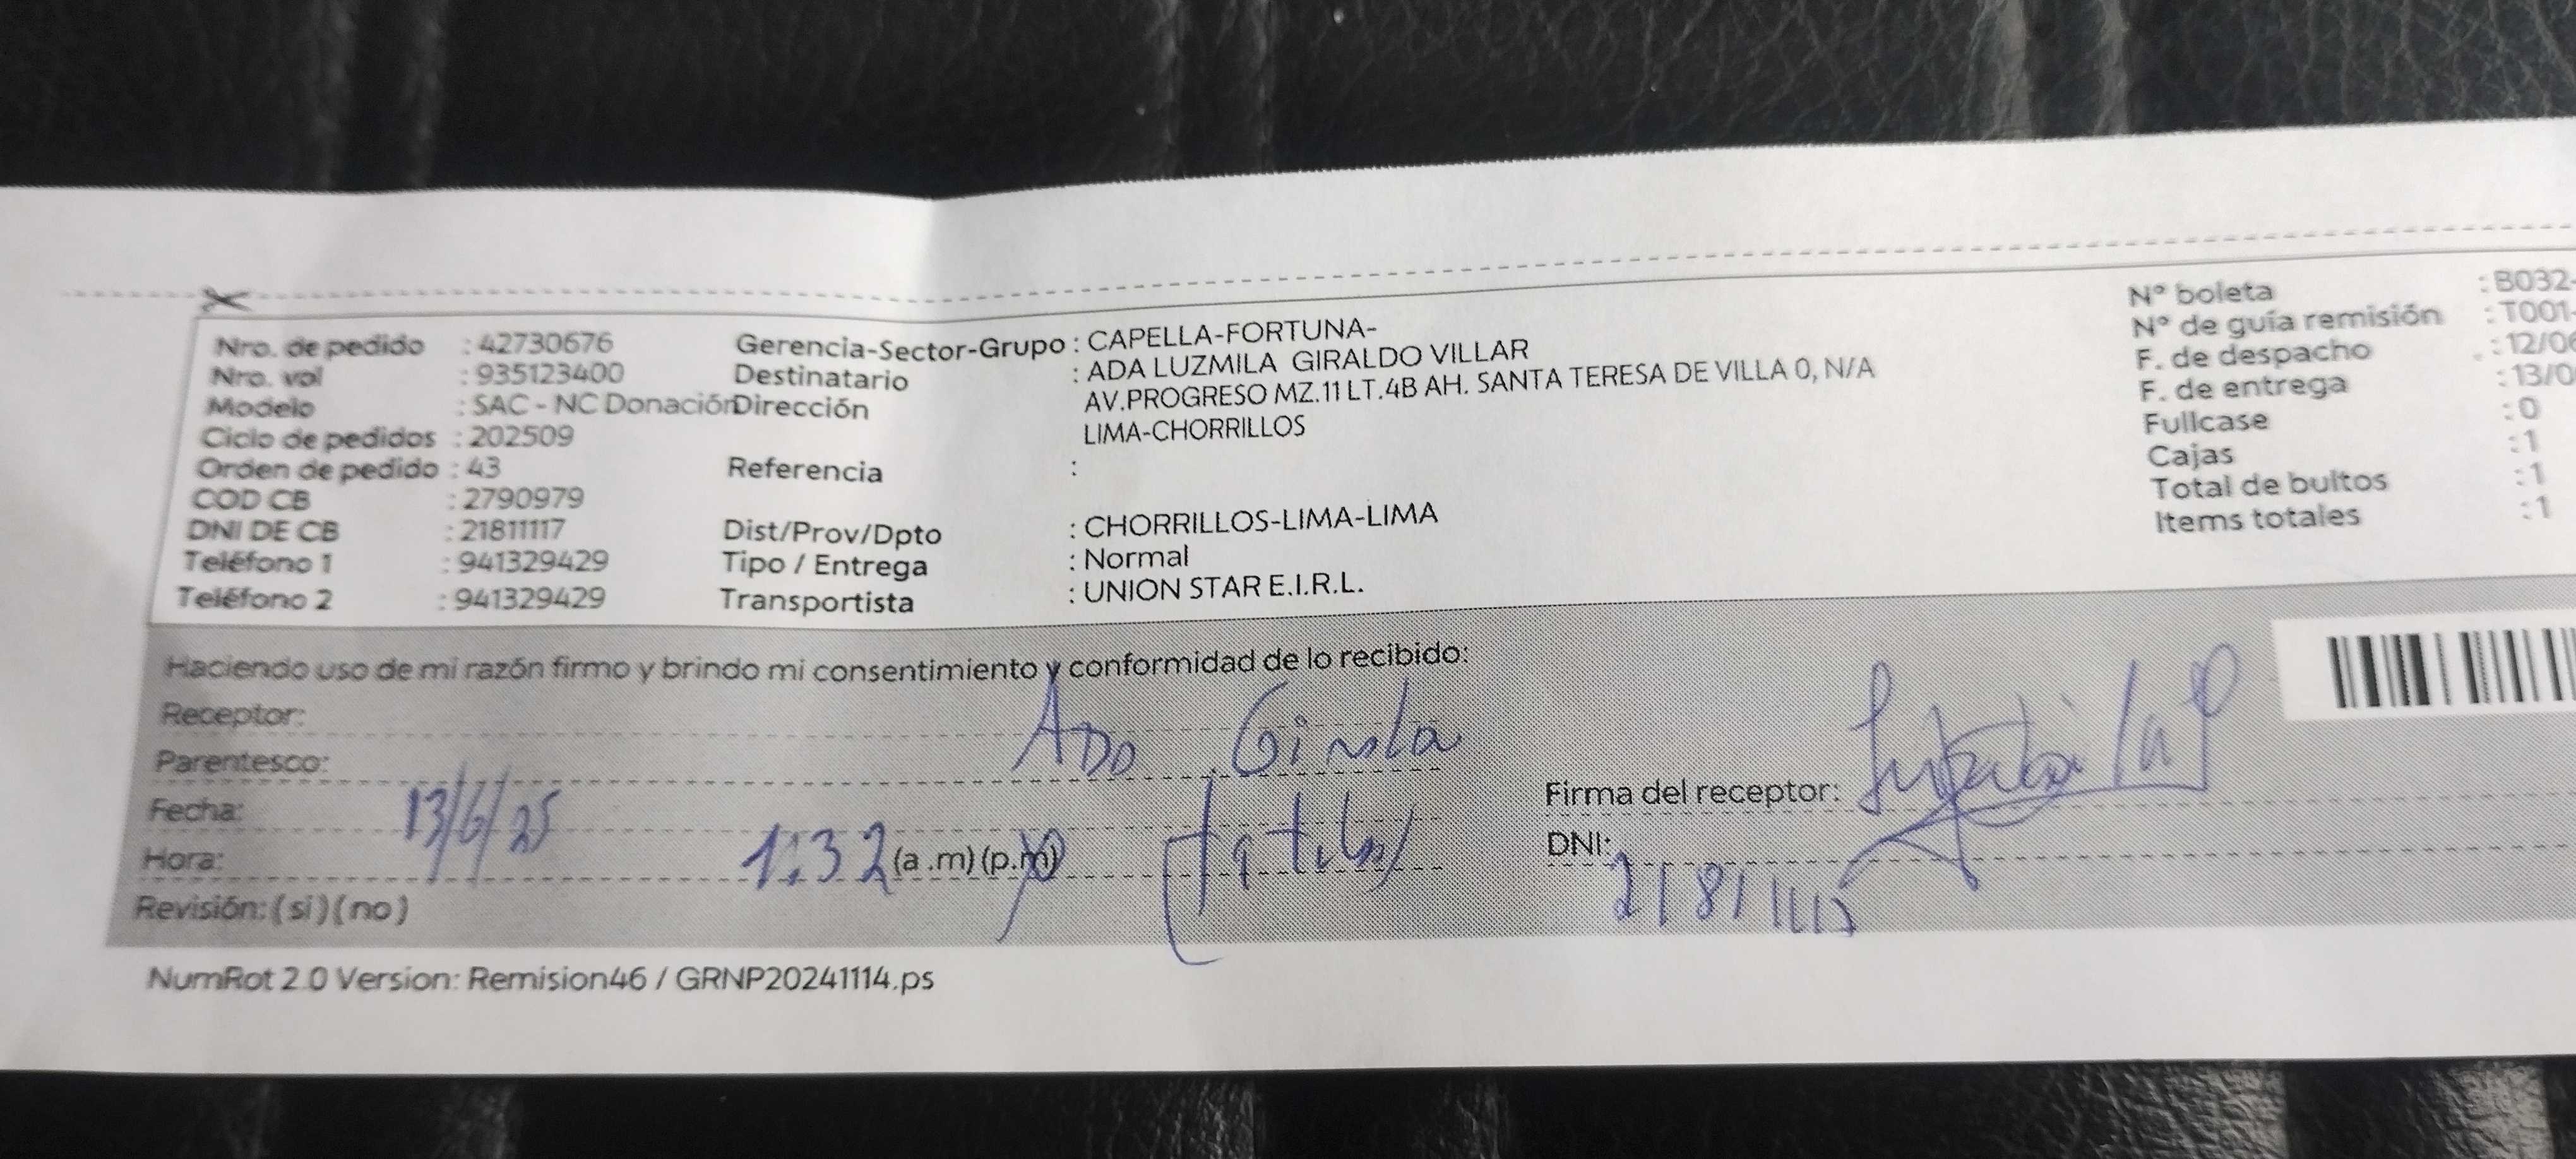 Nro. de pedido : 42730676
Nro. vol : 935123400
Modelo : SAC - NC Donación
Ciclo de pedidos : 202509
Orden de pedido : 43
COD CB : 2790979
DNI DE CB : 21811117
Teléfono 1 : 941329429
Teléfono 2 : 941329429
Gerencia-Sector-Grupo : CAPELLA-FORTUNA-
Destinatario : ADA LUZMILA GIRALDO VILLAR
Dirección AV.PROGRESO MZ.11 LT.4B AH. SANTA TERESA DE VILLA 0, N/A
LIMA-CHORRILLOS
Referencia :
Dist/Prov/Dpto : CHORRILLOS-LIMA-LIMA
Tipo / Entrega : Normal
Transportista : UNION STAR E.I.R.L.
N° boleta : B032-
N° de guía remisión : T001-
F. de despacho : 12/06
F. de entrega : 13/0
Fullcase : 0
Cajas : 1
Total de bultos : 1
Items totales : 1
Haciendo uso de mi razón firmo y brindo mi consentimiento y conformidad de lo recibido:
Receptor:
Parentesco:
Fecha: 13/6/25
Hora: 1:32 (a .m) (p.m)
Revisión: ( si ) ( no )
Firma del receptor:
DNI: 21811117
NumRot 2.0 Version: Remision46 / GRNP20241114.ps